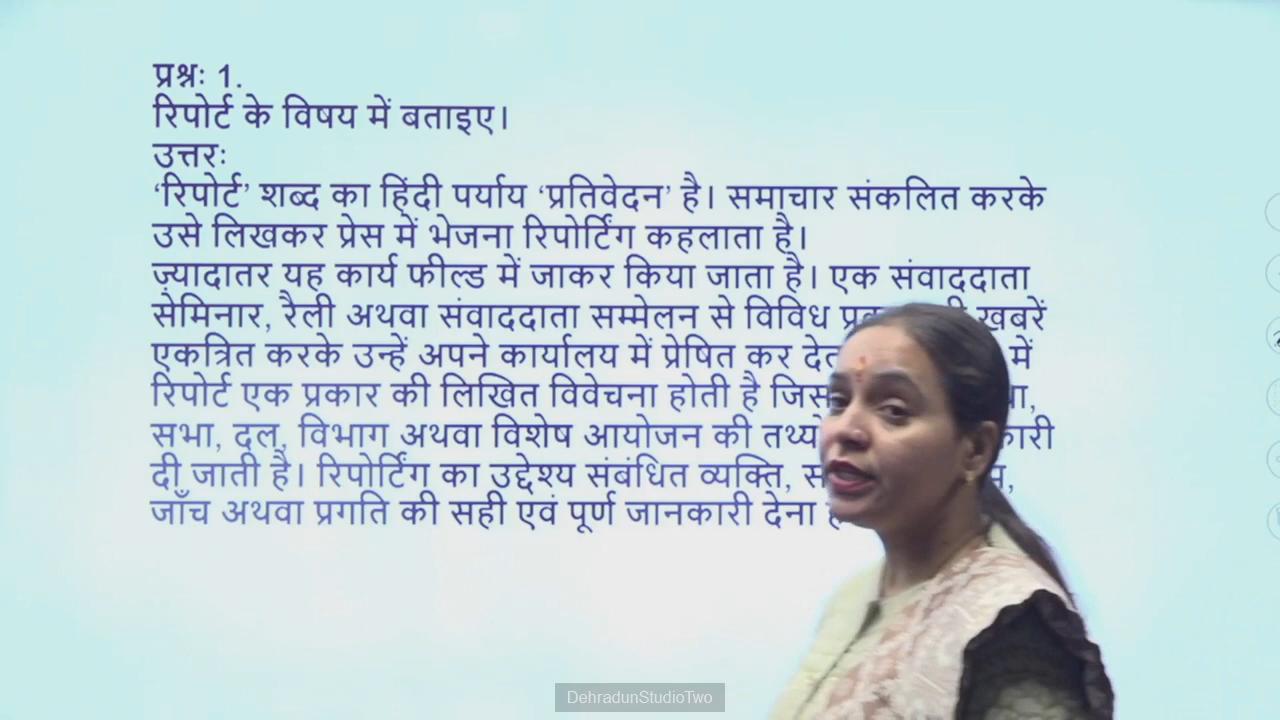 प्रश्नः 1.
रिपोर्ट के विषय में बताइए।
उत्तरः
‘रिपोर्ट’ शब्द का हिंदी पर्याय ‘प्रतिवेदन’ है। समाचार संकलित करके
उसे लिखकर प्रेस में भेजना रिपोर्टिंग कहलाता है।
ज़्यादातर यह कार्य फील्ड में जाकर किया जाता है। एक संवाददाता
सेमिनार, रैली अथवा संवाददाता सम्मेलन से विविध खबरें
एकत्रित करके उन्हें अपने कार्यालय में प्रेषित कर में
रिपोर्ट एक प्रकार की लिखित विवेचना होती है
सभा, दल, विभाग अथवा विशेष आयोजन की
दी जाती है। रिपोर्टिंग का उद्देश्य संबंधित व्यक्ति,
जाँच अथवा प्रगति की सही एवं पूर्ण जानकारी देना
DehradunStudioTwo